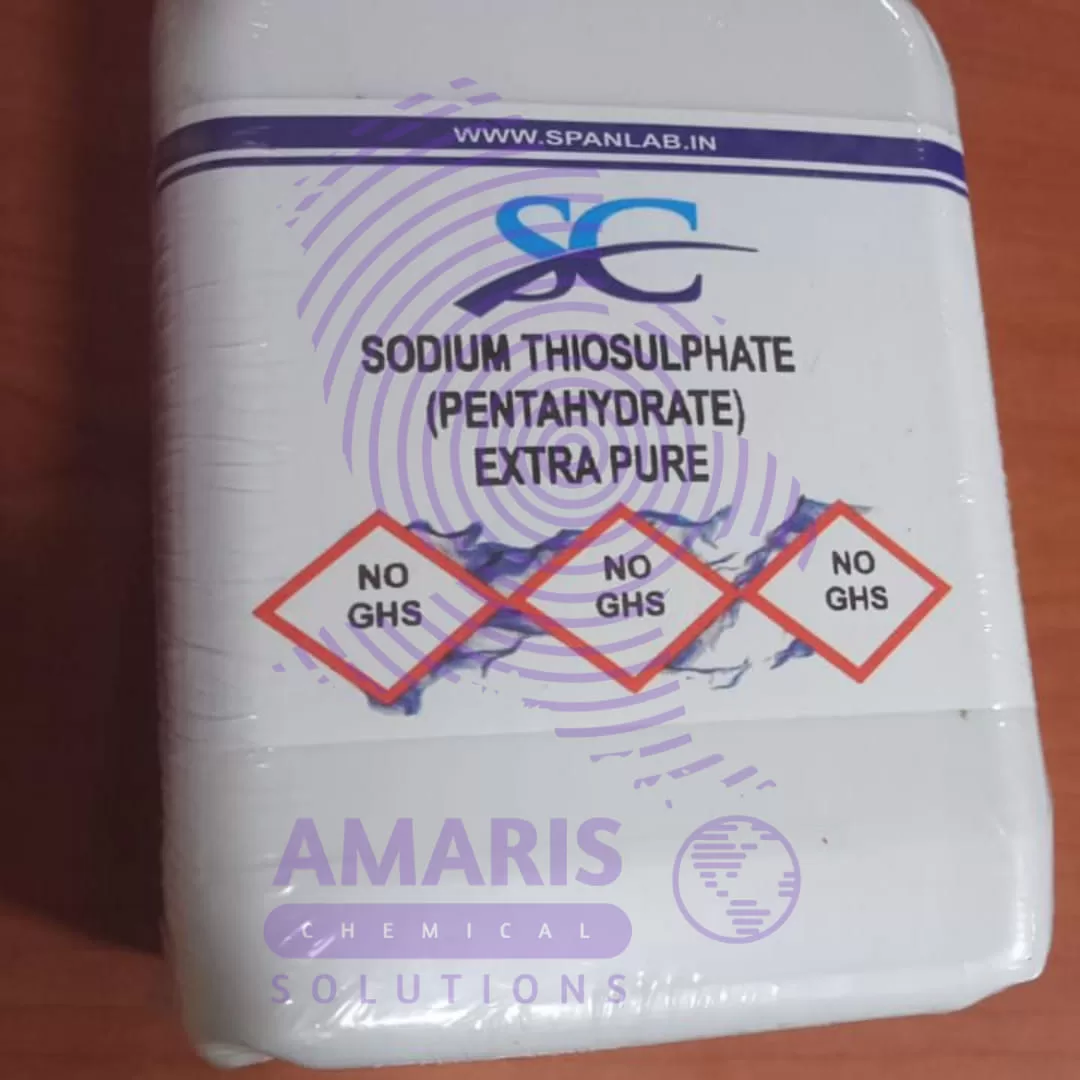 WWW.SPANLAB.IN
SC
SODIUM THIOSULPHATE
(PENTAHYDRATE)
EXTRA PURE
NO
GHS
NO
GHS
NO
GHS
AMARIS
CHEMICAL
SOLUTIONS